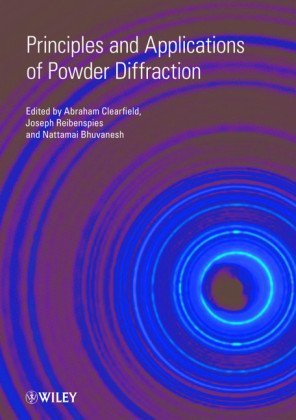 Principles and Applications
of Powder Diffraction
Edited by Abraham Clearfield,
Joseph Reibenspies
and Nattamai Bhuvanesh
WILEY